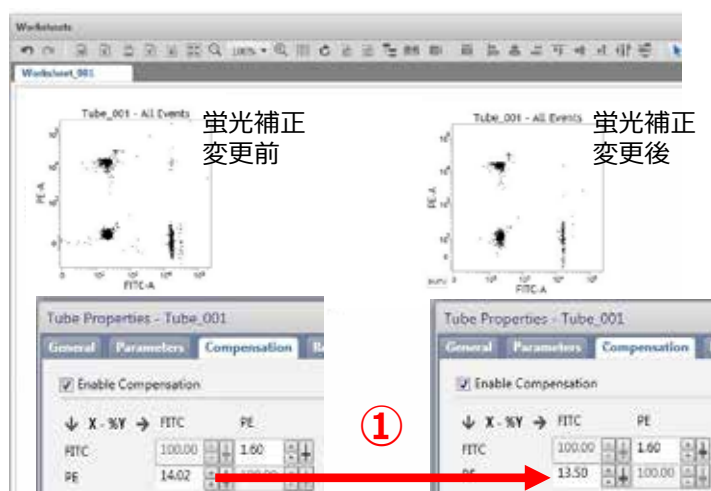 Worksheets
100%
Worksheet_001
Tube_001 - All Events
蛍光補正
変更前
PE-A
FITC-A
Tube_001 - All Events
蛍光補正
変更後
PE-A
FITC-A
Tube Properties - Tube_001
General Parameters Compensation
Enable Compensation
X - %Y FITC PE
FITC 100.00 1.60
PE 14.02 100.00
①
Tube Properties - Tube_001
General Parameters Compensation
Enable Compensation
X - %Y FITC PE
FITC 100.00 1.60
PE 13.50 100.00